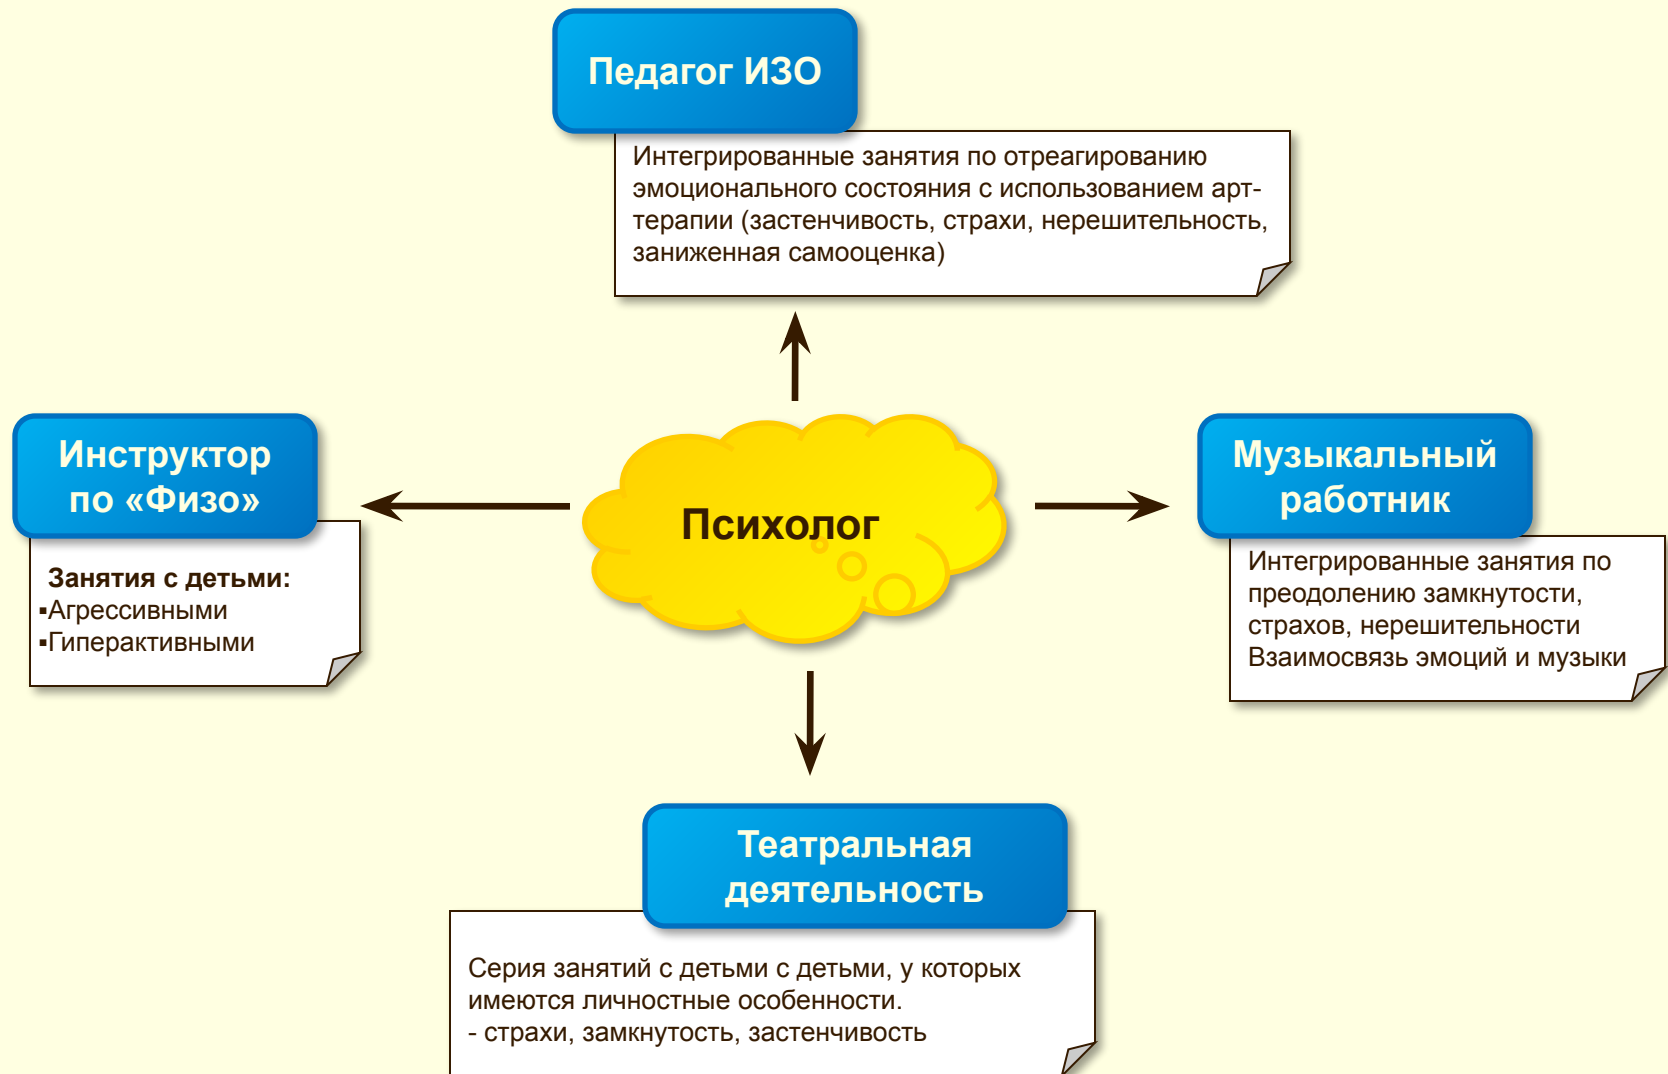 Педагог ИЗО
Интегрированные занятия по отреагированию
эмоционального состояния с использованием арт-
терапии (застенчивость, страхи, нерешительность,
заниженная самооценка)
Инструктор
по «Физо»
Занятия с детьми:
▪Агрессивными
▪Гиперактивными
Психолог
Музыкальный
работник
Интегрированные занятия по
преодолению замкнутости,
страхов, нерешительности
Взаимосвязь эмоций и музыки
Театральная
деятельность
Серия занятий с детьми с детьми, у которых
имеются личностные особенности.
- страхи, замкнутость, застенчивость